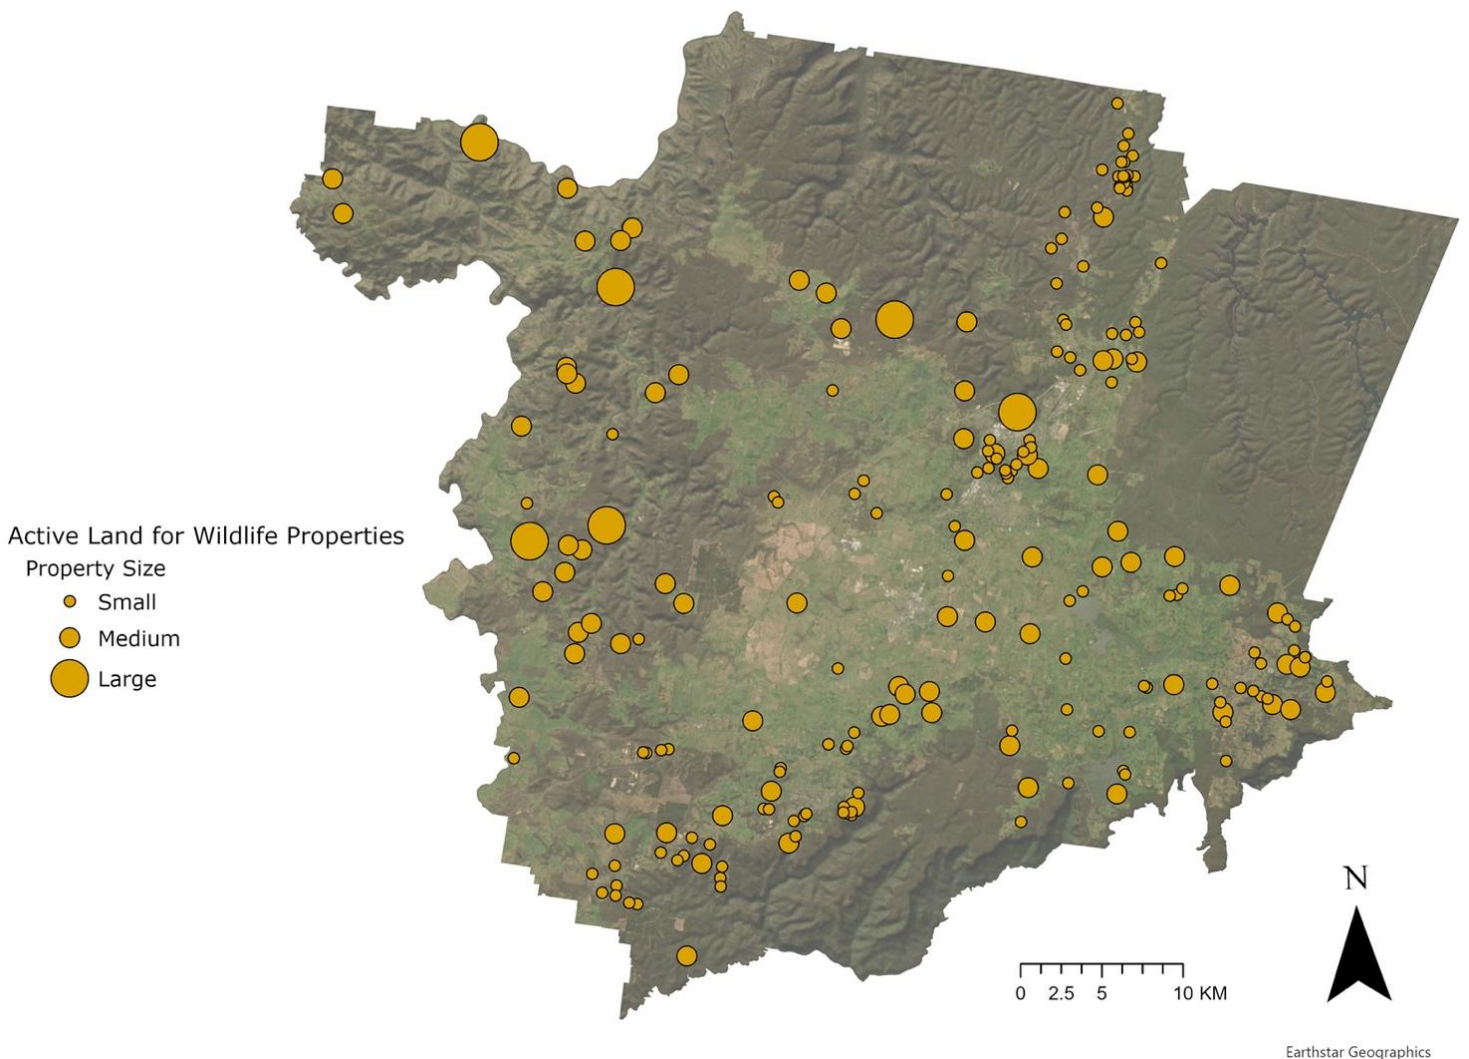 Active Land for Wildlife Properties
Property Size
Small
Medium
Large
N
0 2.5 5 10 KM
Earthstar Geographics